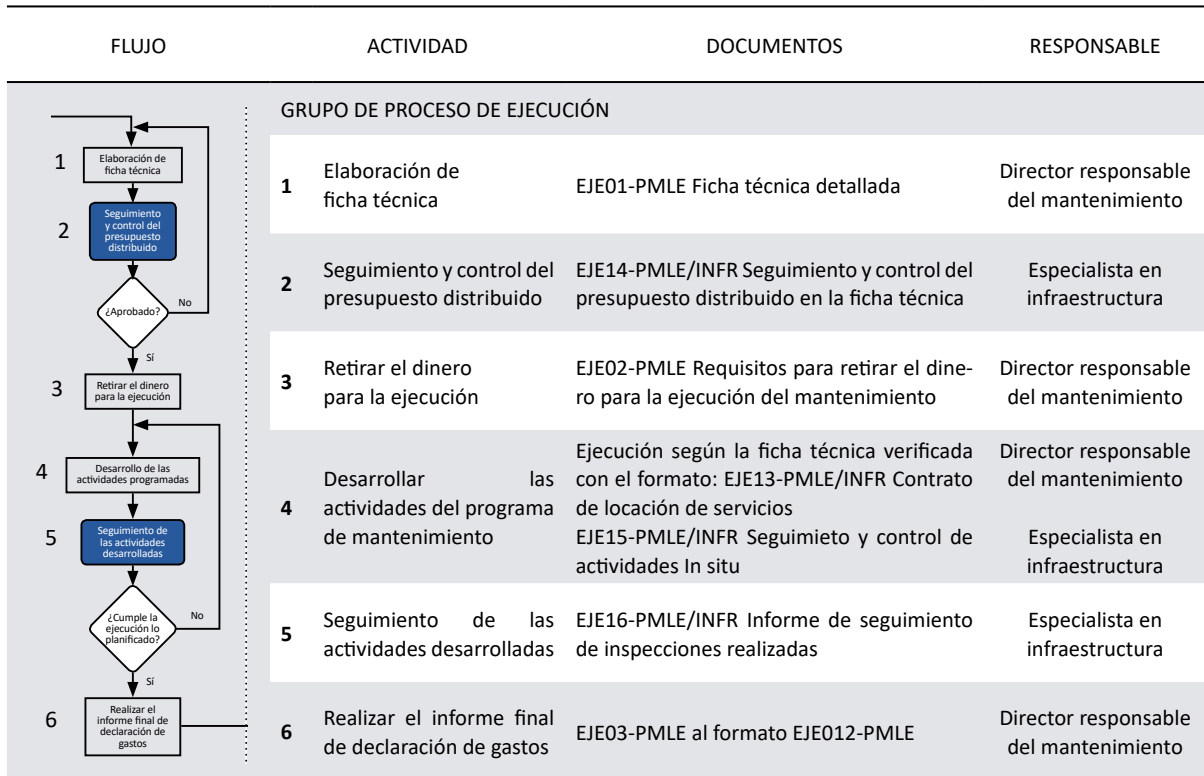 FLUJO ACTIVIDAD DOCUMENTOS RESPONSABLE
GRUPO DE PROCESO DE EJECUCIÓN
1
Elaboración de
ficha técnica
2
Seguimiento
y control del
presupuesto
distribuido
¿Aprobado?
No
Sí
3
Retirar el dinero
para la ejecución
4
Desarrollo de las
actividades programadas
5
Seguimiento de
las actividades
desarrolladas
¿Cumple la
ejecución lo
planificado?
No
Sí
6
Realizar el
informe final de
declaración de
gastos
1
Elaboración de
ficha técnica
EJE01-PMLE Ficha técnica detallada
Director responsable
del mantenimiento
2
Seguimiento y control del
presupuesto distribuido
EJE14-PMLE/INFR Seguimiento y control del
presupuesto distribuido en la ficha técnica
Especialista en
infraestructura
3
Retirar el dinero
para la ejecución
EJE02-PMLE Requisitos para retirar el dine-
ro para la ejecución del mantenimiento
Director responsable
del mantenimiento
4
Desarrollar las
actividades del programa
de mantenimiento
Ejecución según la ficha técnica verificada
con el formato: EJE13-PMLE/INFR Contrato
de locación de servicios
EJE15-PMLE/INFR Seguimieto y control de
actividades In situ
Director responsable
del mantenimiento
Especialista en
infraestructura
5
Seguimiento de las
actividades desarrolladas
EJE16-PMLE/INFR Informe de seguimiento
de inspecciones realizadas
Especialista en
infraestructura
6
Realizar el informe final
de declaración de gastos
EJE03-PMLE al formato EJE012-PMLE
Director responsable
del mantenimiento